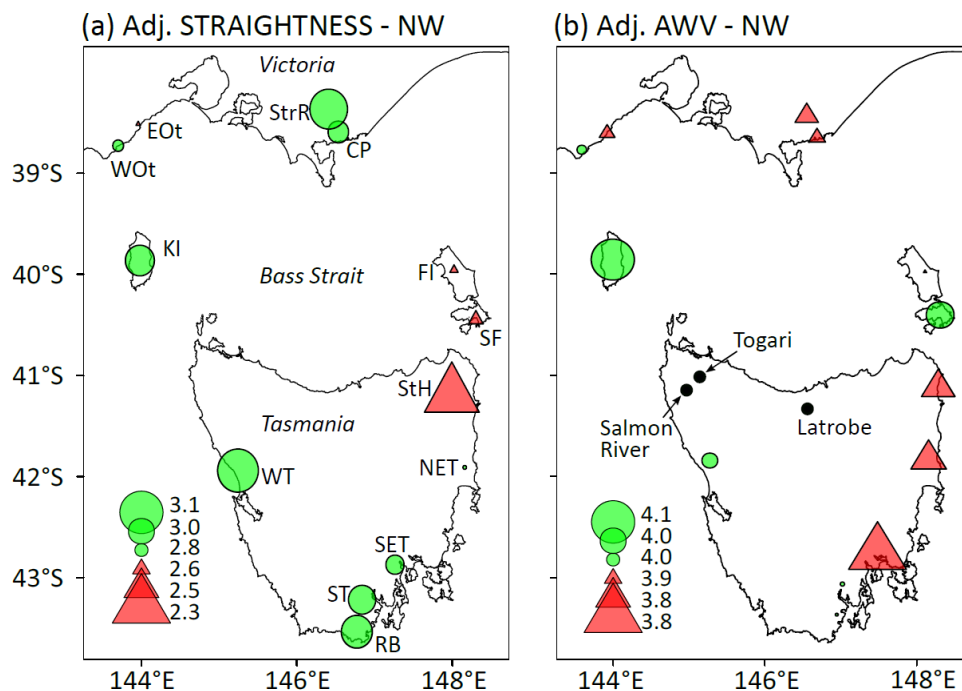 (a) Adj. STRAIGHTNESS - NW
(b) Adj. AWV - NW
Victoria
StrR
EOt
CP
WOt
39°S
KI
40°S
Bass Strait
FI
SF
Togari
41°S
StH
Salmon
River
Latrobe
Tasmania
42°S
WT
NET
3.1
3.0
2.8
2.6
2.5
2.3
4.1
4.0
4.0
3.9
3.8
3.8
SET
43°S
ST
RB
144°E
146°E
148°E
144°E
146°E
148°E